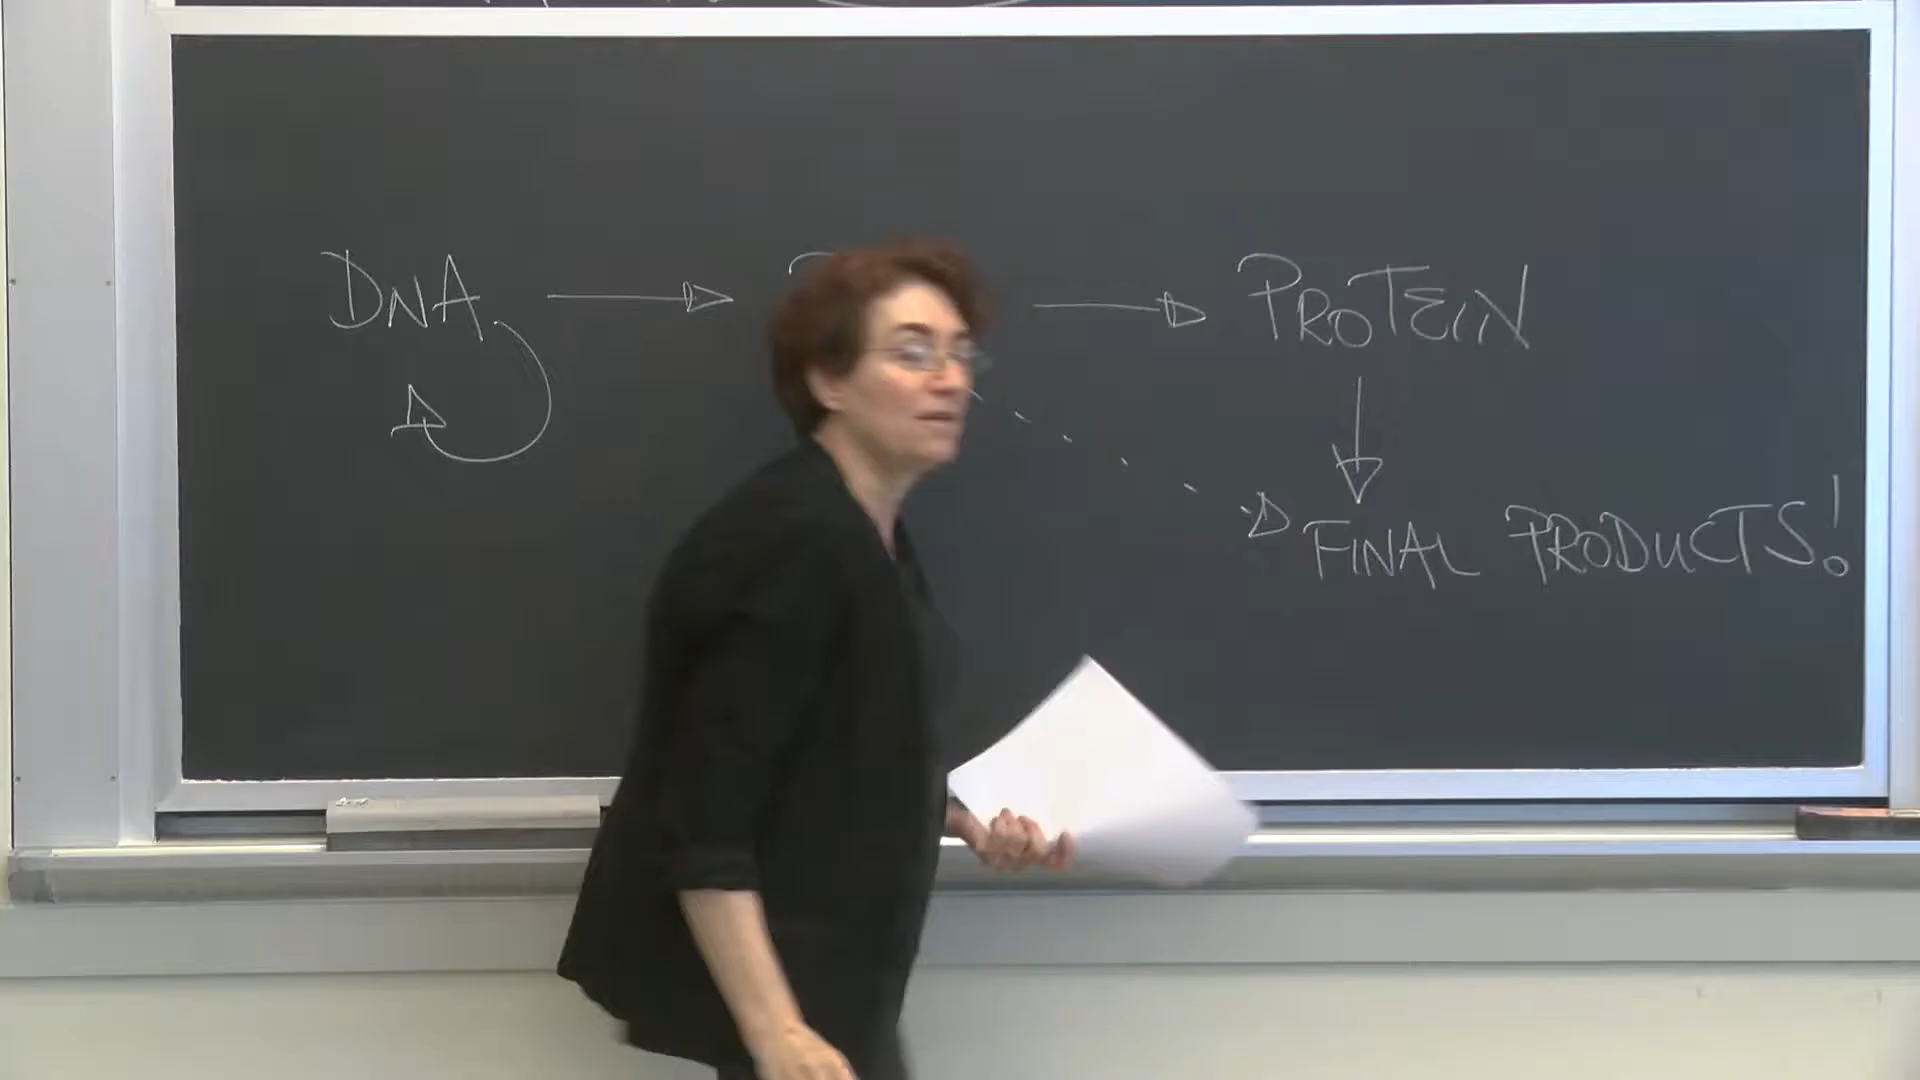 DNA → → PROTEIN
FINAL PRODUCTS!